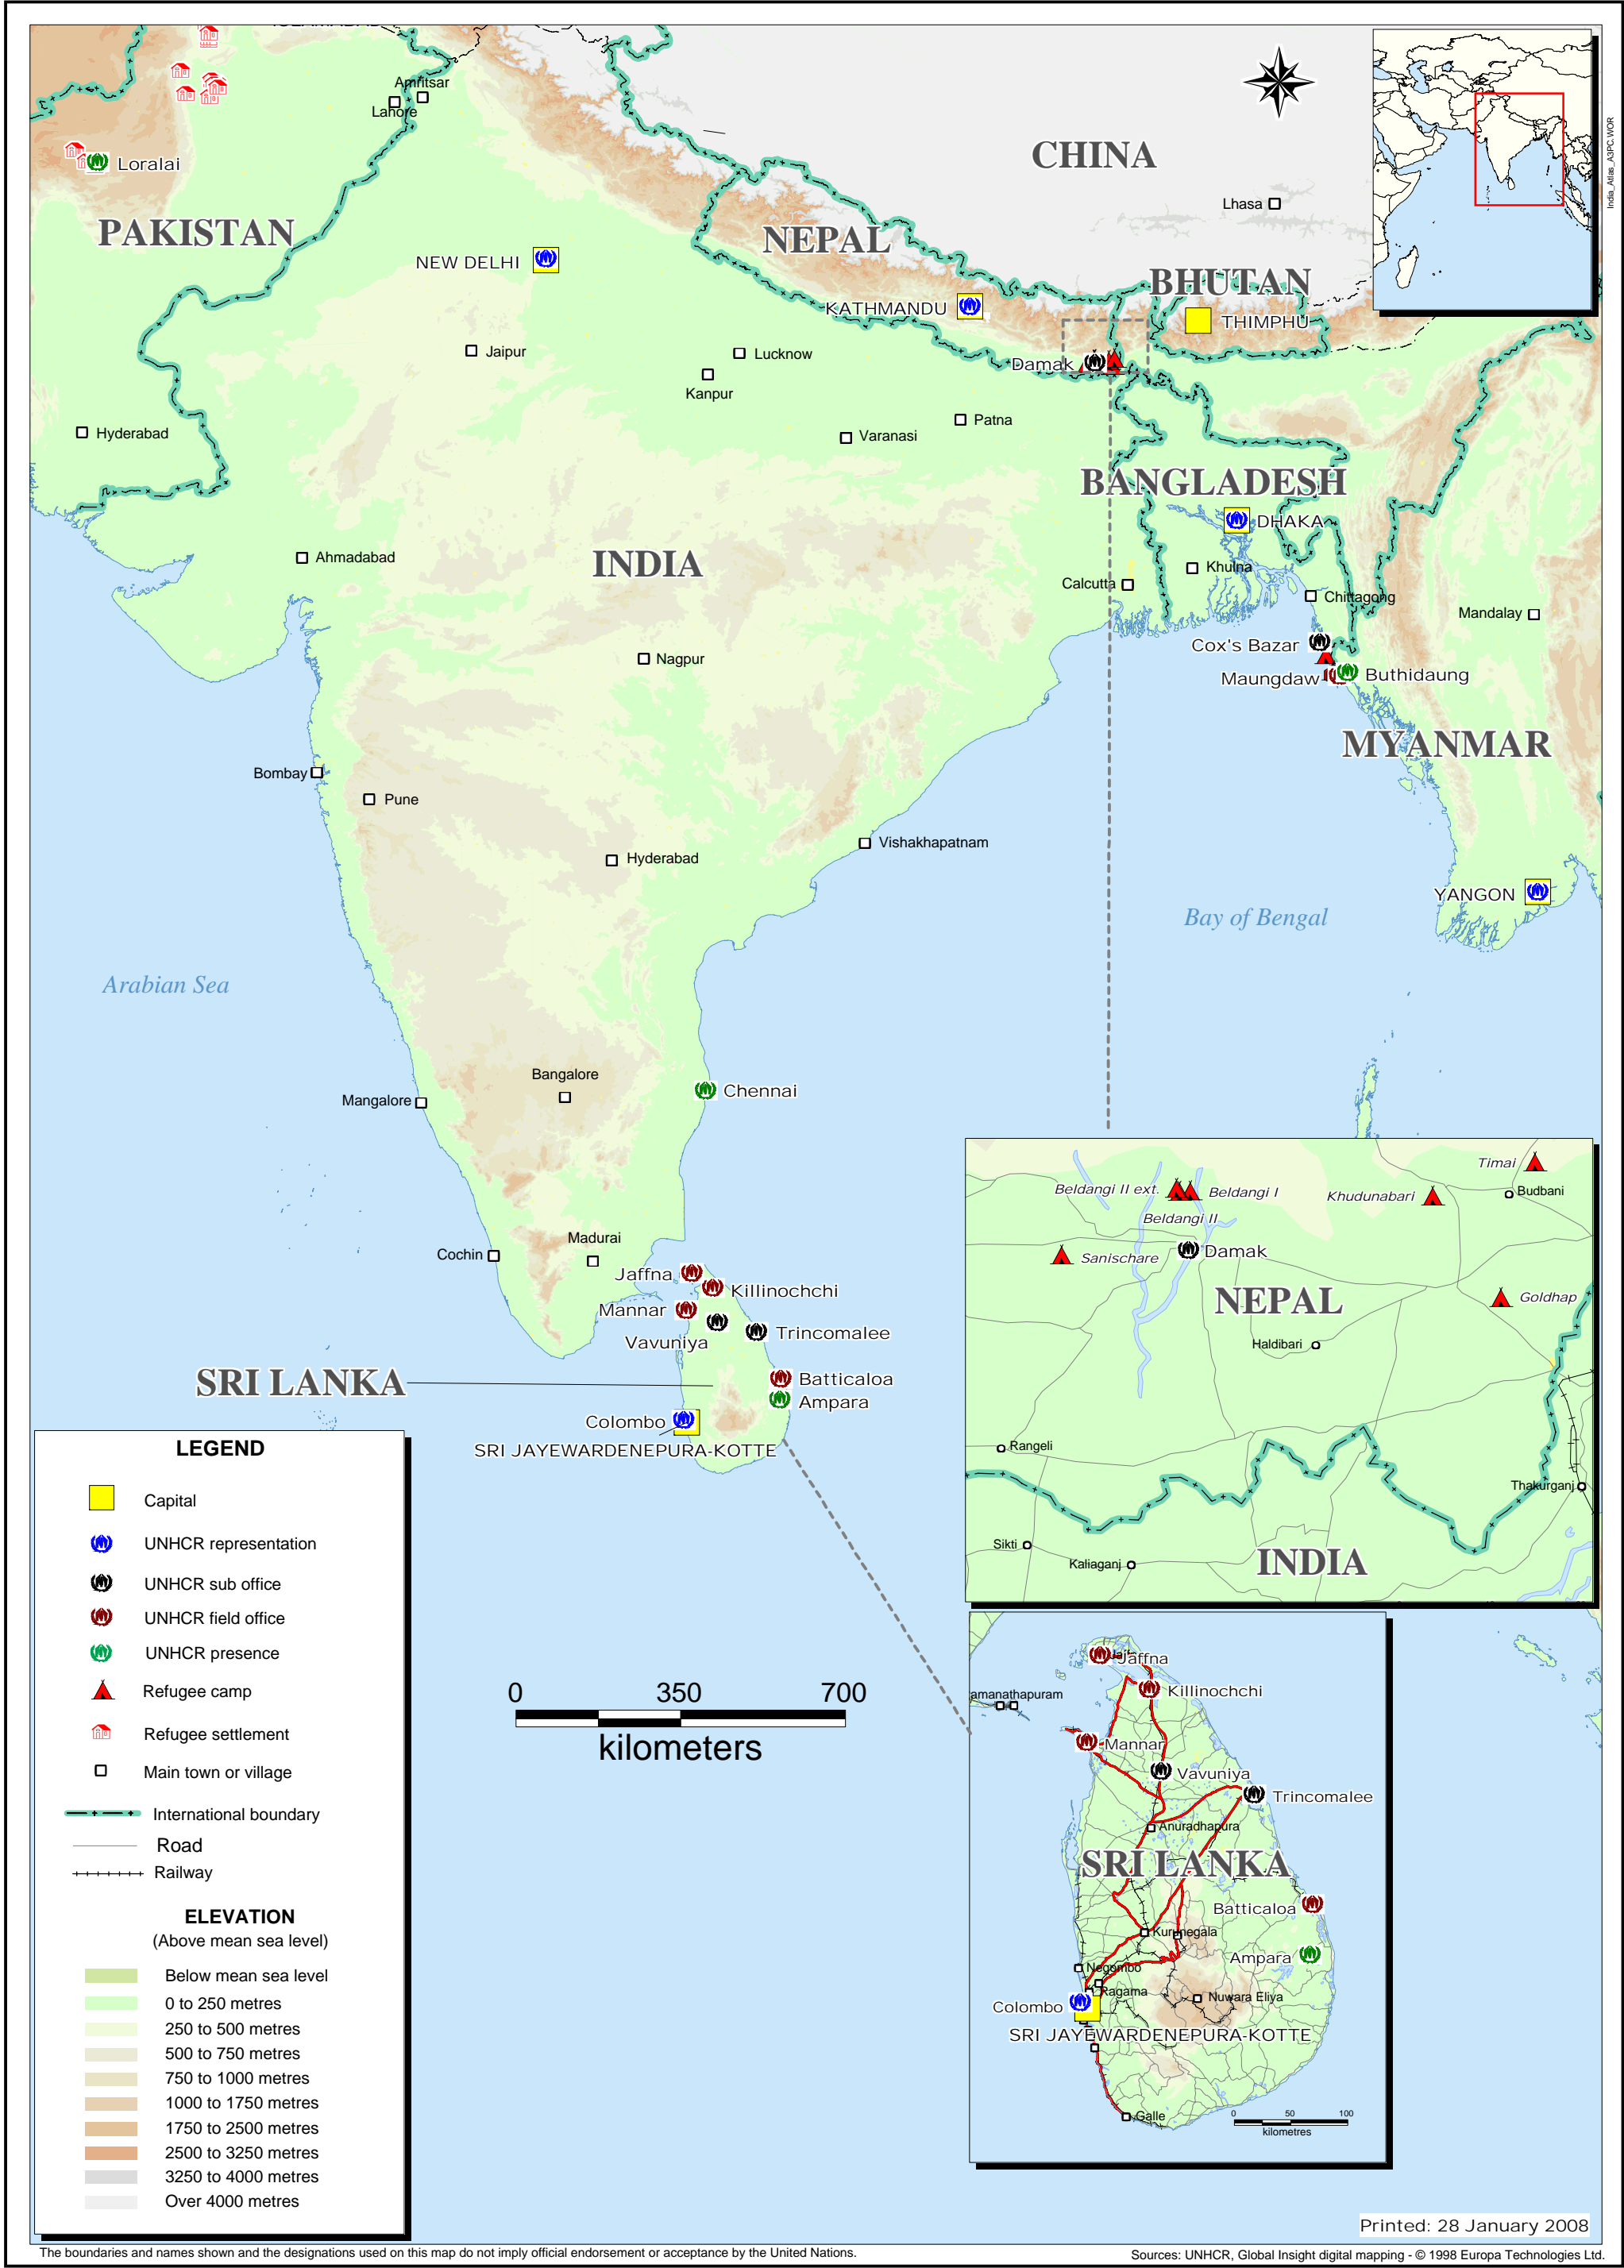 Amritsar
Lahore
Loralai
PAKISTAN
CHINA
Lhasa
NEPAL
NEW DELHI
BHUTAN
KATHMANDU
THIMPHU
Jaipur
Lucknow
Damak
Kanpur
Patna
Hyderabad
Varanasi
BANGLADESH
DHAKA
INDIA
Ahmadabad
Khulna
Calcutta
Chittagong
Mandalay
Cox's Bazar
Nagpur
Maungdaw
Buthidaung
MYANMAR
Bombay
Pune
Vishakhapatnam
Hyderabad
YANGON
Bay of Bengal
Arabian Sea
Bangalore
Chennai
Mangalore
Cochin
Madurai
Jaffna
Killinochchi
Mannar
Vavuniya
Trincomalee
SRI LANKA
Batticaloa
Ampara
Colombo
SRI JAYEWARDENEPURA-KOTTE
India_Atlas_A3PC.WOR
Timai
Budbani
Beldangi II ext.
Beldangi I
Khudunabari
Beldangi II
Sanischare
Damak
NEPAL
Goldhap
Haldibari
Rangeli
Thakurganj
Sikti
Kaliaganj
INDIA
Jaffna
Killinochchi
amanathapuram
Mannar
Vavuniya
Trincomalee
Anuradhapura
SRI LANKA
Batticaloa
Kurunegala
Ampara
Negombo
Ragama
Nuwara Eliya
Colombo
SRI JAYEWARDENEPURA-KOTTE
Galle
0 50 100
kilometres
0 350 700
kilometers
LEGEND
Capital
UNHCR representation
UNHCR sub office
UNHCR field office
UNHCR presence
Refugee camp
Refugee settlement
Main town or village
International boundary
Road
Railway
ELEVATION
(Above mean sea level)
Below mean sea level
0 to 250 metres
250 to 500 metres
500 to 750 metres
750 to 1000 metres
1000 to 1750 metres
1750 to 2500 metres
2500 to 3250 metres
3250 to 4000 metres
Over 4000 metres
Printed: 28 January 2008
The boundaries and names shown and the designations used on this map do not imply official endorsement or acceptance by the United Nations.
Sources: UNHCR, Global Insight digital mapping - © 1998 Europa Technologies Ltd.